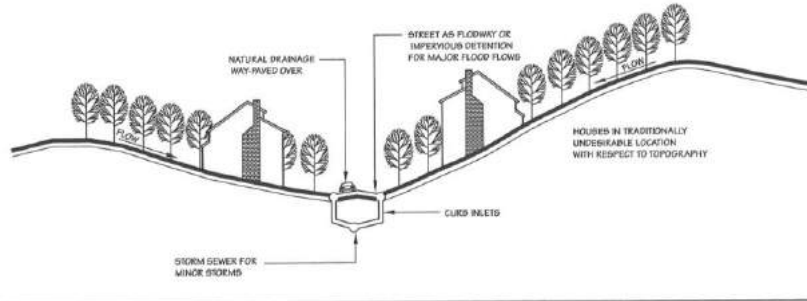 STREET AS FLODWAY OR
IMPERVIOUS DETENTION
FOR MAJOR FLOOD FLOWS
NATURAL DRAINAGE
WAY-PAVED OVER
FLOW
FLOW
HOUSES IN TRADITIONALLY
UNDESIRABLE LOCATION
WITH RESPECT TO TOPOGRAPHY
CURB INLETS
STORM SEWER FOR
MINOR STORMS